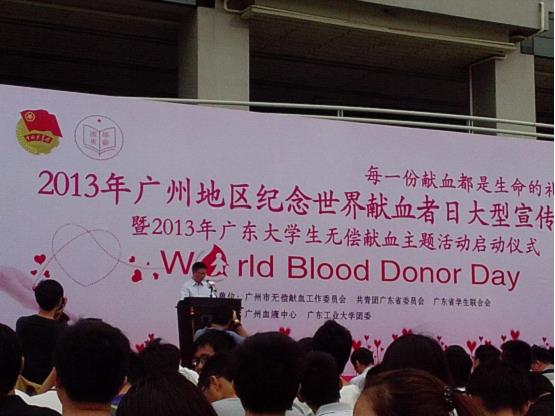 每一份献血都是生命的礼
2013年广州地区纪念世界献血者日大型宣传
暨2013年广东大学生无偿献血主题活动启动仪式
World Blood Donor Day
单位：广州市无偿献血工作委员会 共青团广东省委员会 广东省学生联合会
广州血液中心 广东工业大学团委